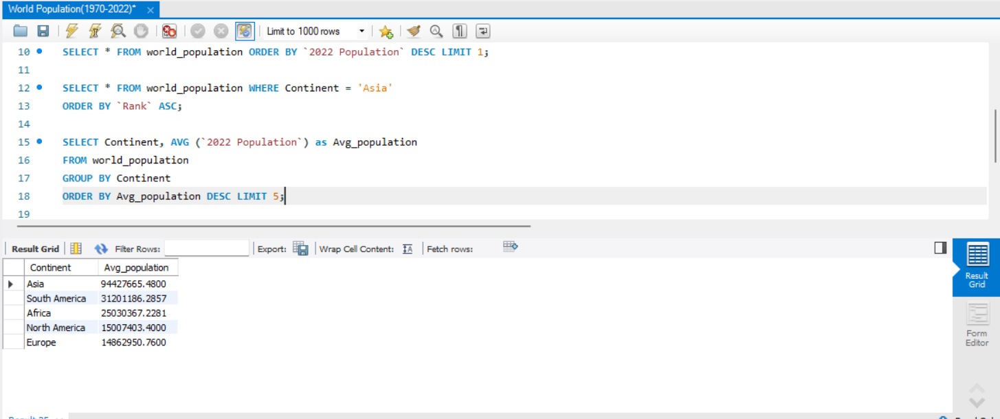 World Population(1970-2022)*
Limit to 1000 rows
10 SELECT * FROM world_population ORDER BY `2022 Population` DESC LIMIT 1;
11
12 SELECT * FROM world_population WHERE Continent = 'Asia'
13 ORDER BY `Rank` ASC;
14
15 SELECT Continent, AVG (`2022 Population`) as Avg_population
16 FROM world_population
17 GROUP BY Continent
18 ORDER BY Avg_population DESC LIMIT 5;
19
Result Grid Filter Rows: Export: Wrap Cell Content: Fetch rows:
Continent Avg_population
Asia 94427665.4800
South America 31201186.2857
Africa 25030367.2281
North America 15007403.4000
Europe 14862950.7600
Result
Grid
Form
Editor